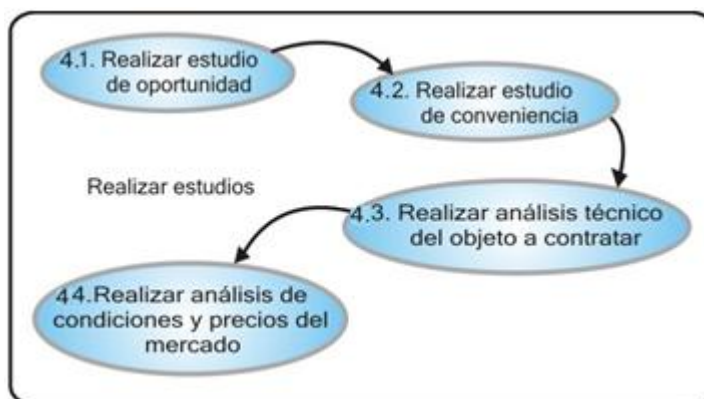 4.1. Realizar estudio
de oportunidad
4.2. Realizar estudio
de conveniencia
Realizar estudios
4.3. Realizar análisis técnico
del objeto a contratar
44.Realizar análisis de
condiciones y precios del
mercado